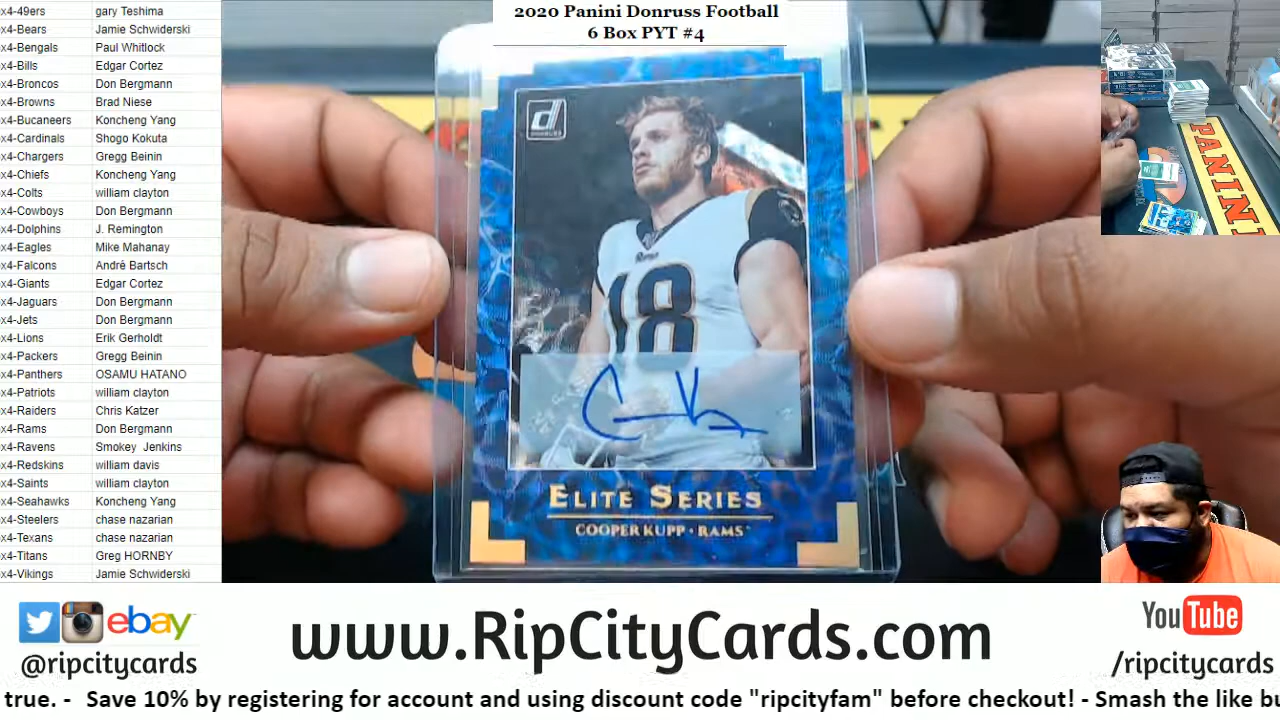 x4-49ers gary Teshima
x4-Bears Jamie Schwiderski
x4-Bengals Paul Whitlock
x4-Bills Edgar Cortez
x4-Broncos Don Bergmann
x4-Browns Brad Niese
x4-Bucaneers Koncheng Yang
x4-Cardinals Shogo Kokuta
x4-Chargers Gregg Beinin
x4-Chiefs Koncheng Yang
x4-Colts william clayton
x4-Cowboys Don Bergmann
x4-Dolphins J. Remington
x4-Eagles Mike Mahanay
x4-Falcons André Bartsch
x4-Giants Edgar Cortez
x4-Jaguars Don Bergmann
x4-Jets Don Bergmann
x4-Lions Erik Gerholdt
x4-Packers Gregg Beinin
x4-Panthers OSAMU HATANO
x4-Patriots william clayton
x4-Raiders Chris Katzer
x4-Rams Don Bergmann
x4-Ravens Smokey Jenkins
x4-Redskins william davis
x4-Saints william clayton
x4-Seahawks Koncheng Yang
x4-Steelers chase nazarian
x4-Texans chase nazarian
x4-Titans Greg HORNBY
x4-Vikings Jamie Schwiderski
2020 Panini Donruss Football
6 Box PYT #4
d
DONRUSS
Rams
18
ELITE SERIES
COOPER KUPP • RAMS
PANINI
ebay
@ripcitycards
www.RipCityCards.com
YouTube
/ripcitycards
true. - Save 10% by registering for account and using discount code "ripcityfam" before checkout! - Smash the like bu